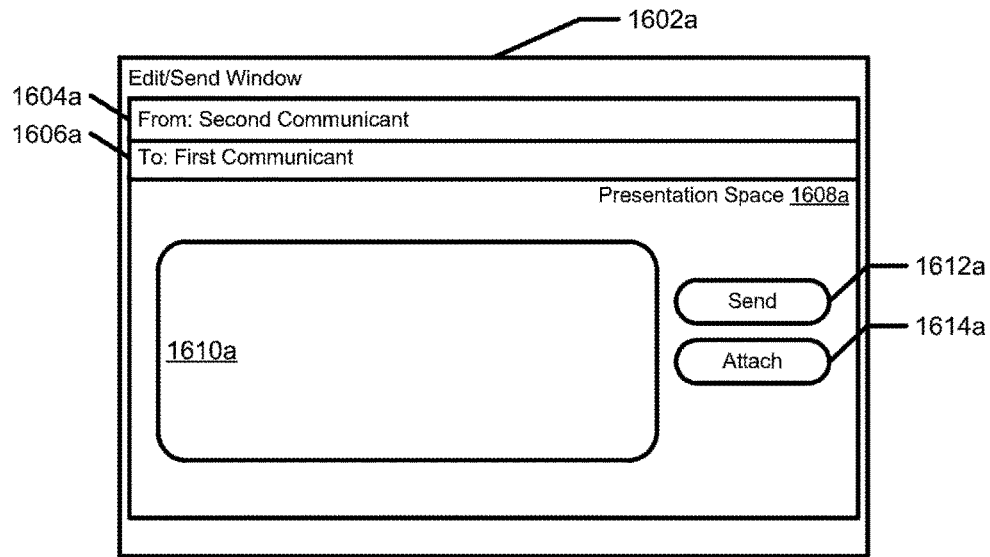 1602a
Edit/Send Window
1604a
From: Second Communicant
1606a
To: First Communicant
Presentation Space 1608a
1612a
Send
1614a
1610a
Attach